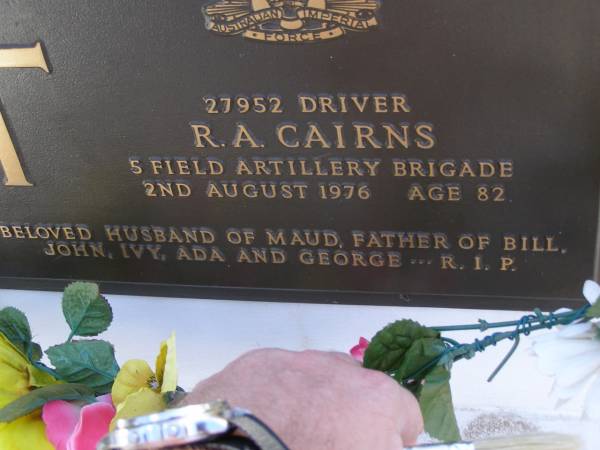 AUSTRALIAN IMPERIAL
FORCE
27952 DRIVER
R. A. CAIRNS
5 FIELD ARTILLERY BRIGADE
2ND AUGUST 1976 AGE 82
BELOVED HUSBAND OF MAUD, FATHER OF BILL,
JOHN, IVY, ADA AND GEORGE ... R. I. P.